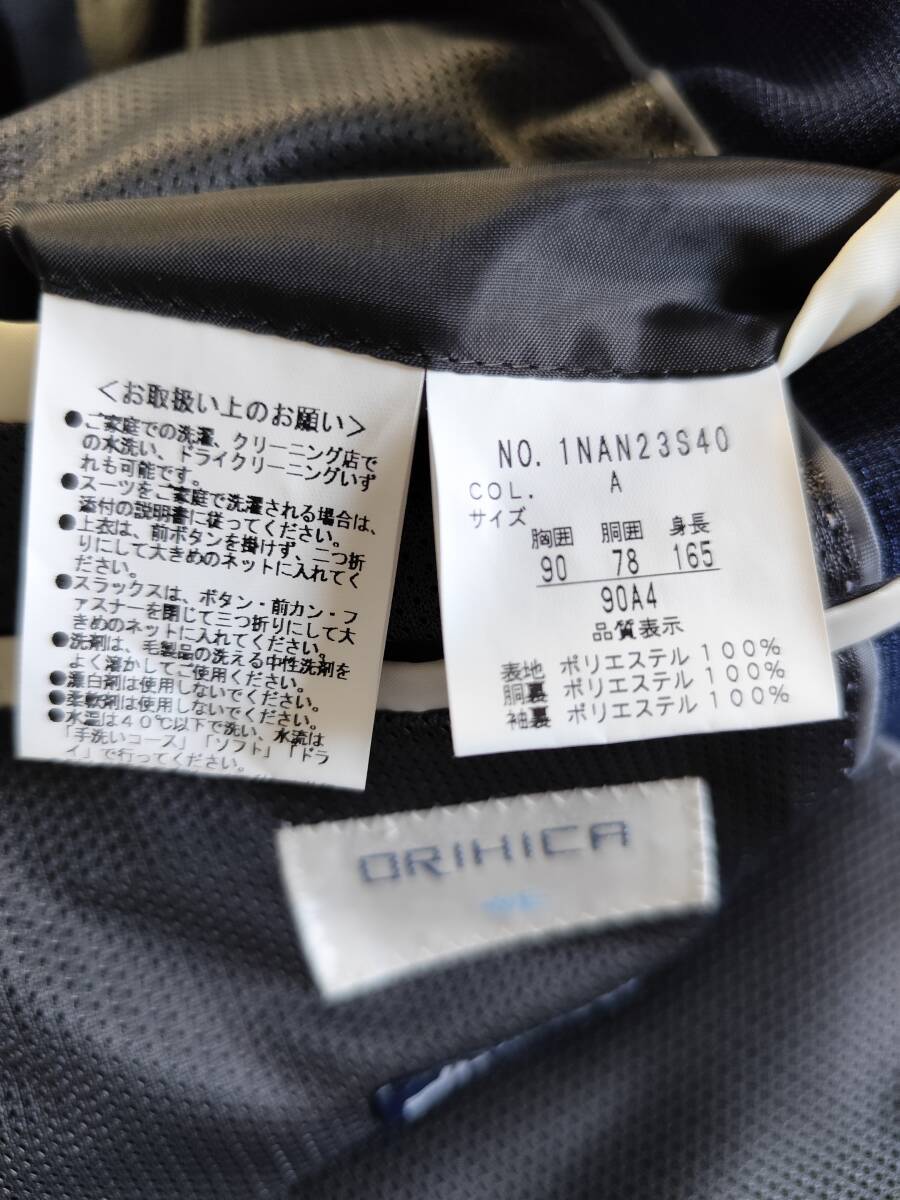 <お取扱い上のお願い>
●ご家庭での洗濯、クリーニング店で
の水洗い、ドライクリーニングいず
れも可能です。
●スーツをご家庭で洗濯される場合は、
添付の説明書に従ってください。
●上衣は、前ボタンを掛けず、二つ折
りにして大きめのネットに入れてく
ださい。
●スラックスは、ボタン・前カン・フ
ァスナーを閉じて三つ折りにして大
きめのネットに入れてください。
●洗剤は、毛製品の洗える中性洗剤を
よく溶かしてご使用ください。
●漂白剤は使用しないでください。
●柔軟剤は使用しないでください。
●水温は40℃以下で洗い、水流は
「手洗いコース」「ソフト」「ドラ
イ」で行ってください。
NO. 1NAN23S40
COL. A
サイズ
胸囲 胴囲 身長
90 78 165
90A4
品質表示
表地 ポリエステル 100%
胴裏 ポリエステル 100%
袖裏 ポリエステル 100%
ORIHICA